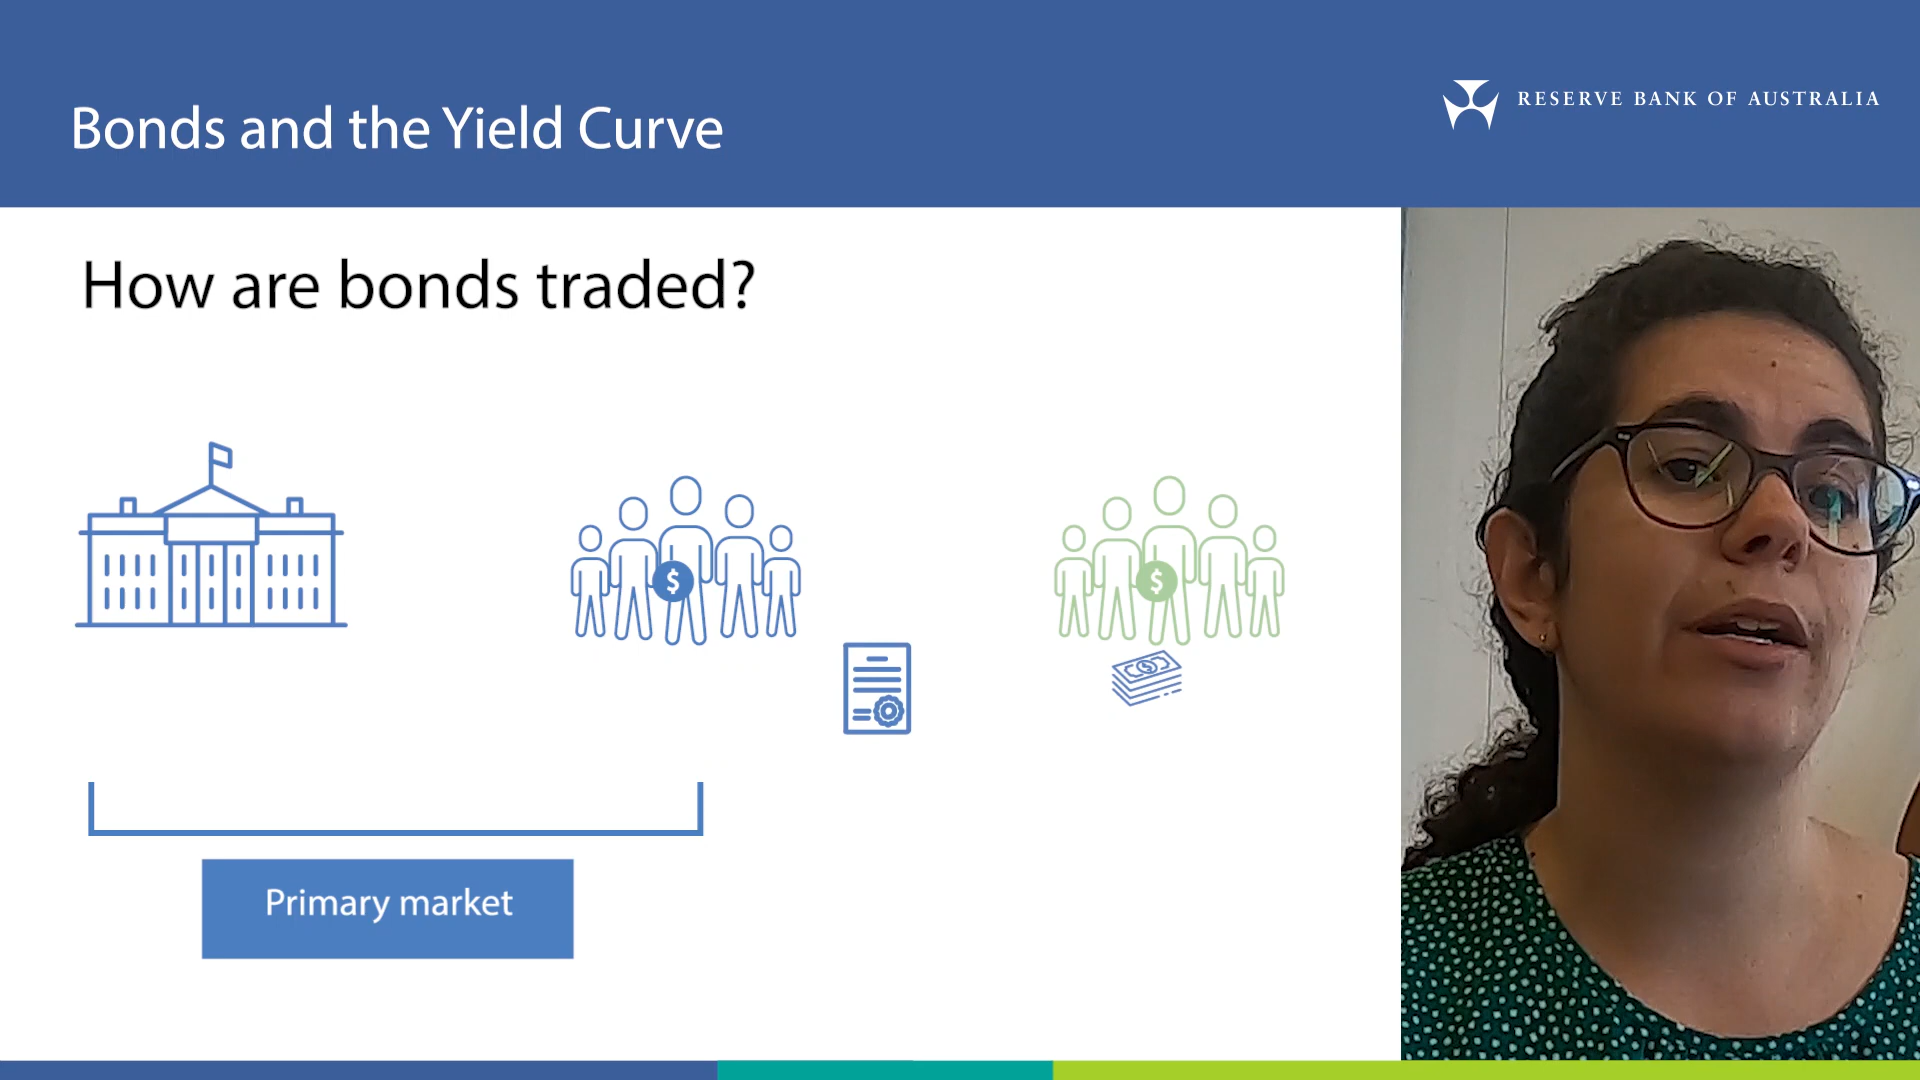 Bonds and the Yield Curve
RESERVE BANK OF AUSTRALIA
How are bonds traded?
$
$
Primary market